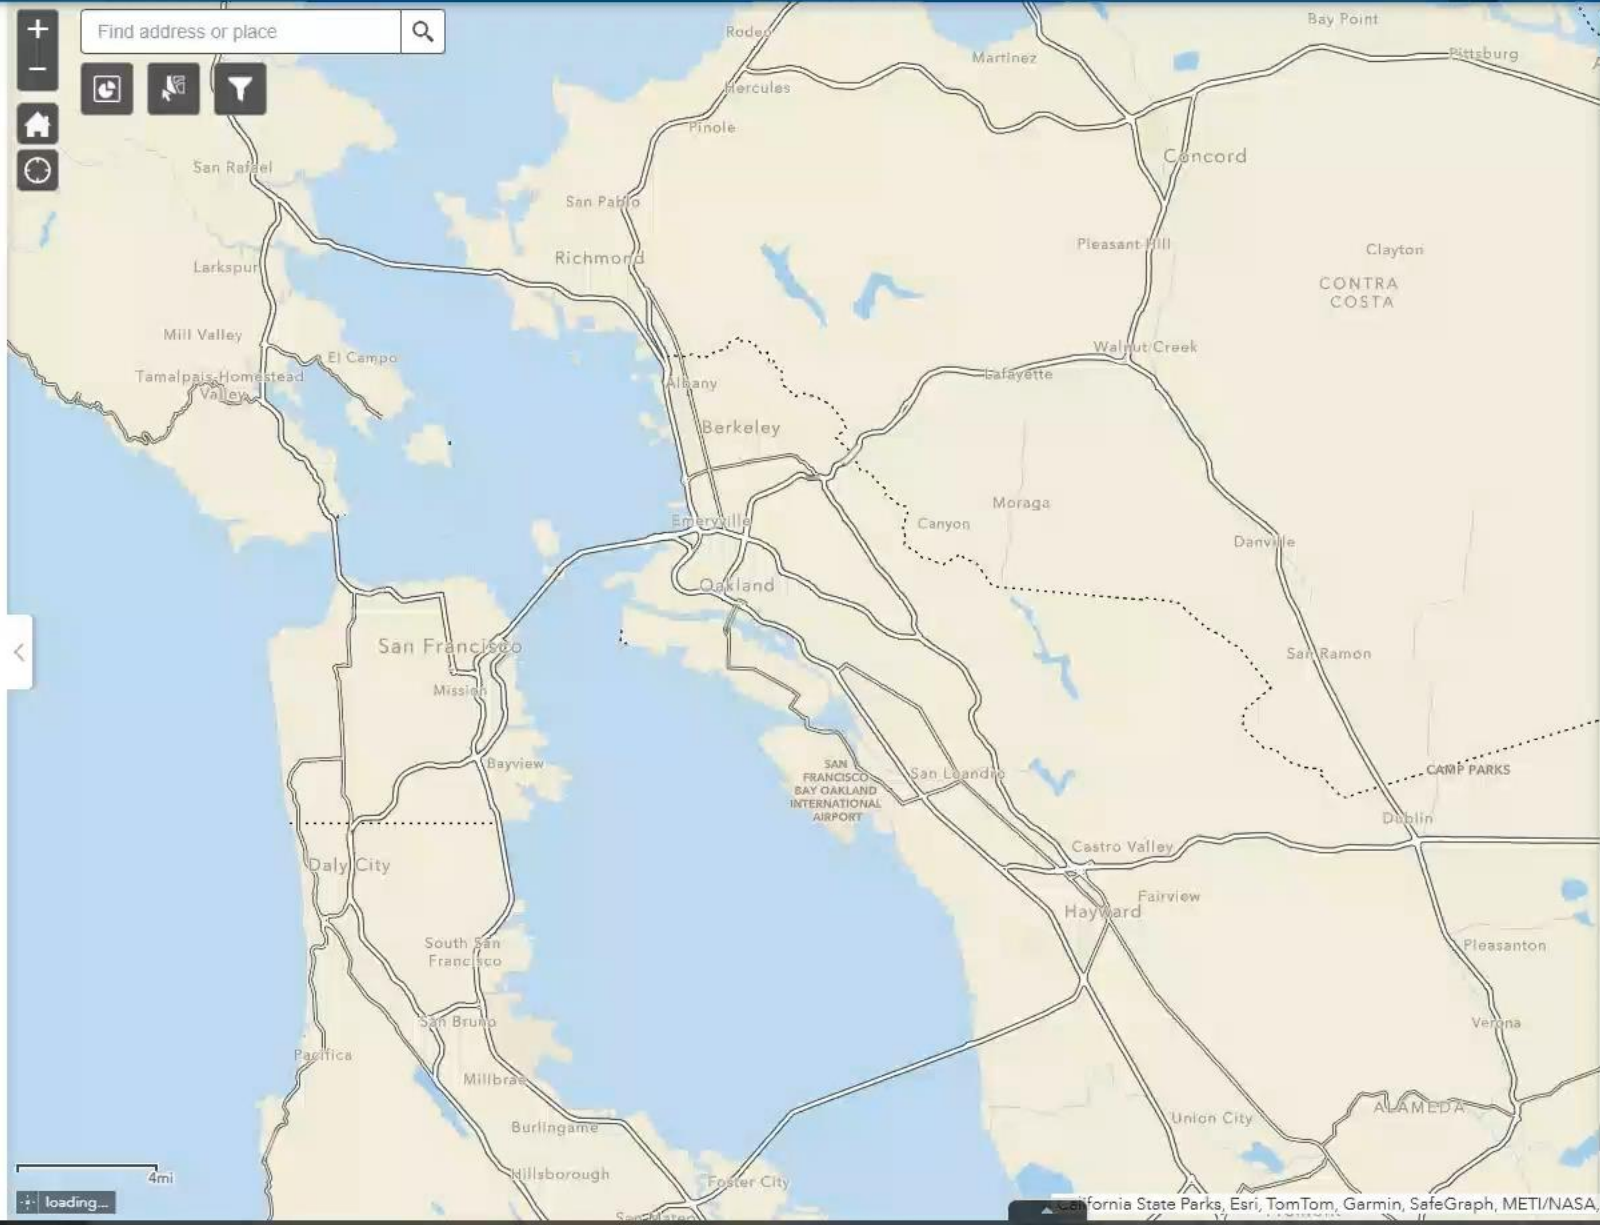 Find address or place
Bay Point
Rodeo
Martinez
Pittsburg
Hercules
Pinole
Concord
San Rafael
San Pablo
Pleasant Hill
Clayton
Richmond
Larkspur
CONTRA
COSTA
Mill Valley
Walnut Creek
El Campo
Tamalpais-Homestead
Valley
Lafayette
Albany
Berkeley
Moraga
Emeryville
Canyon
Danville
Oakland
San Francisco
San Ramon
Mission
Bayview
SAN
FRANCISCO
BAY OAKLAND
INTERNATIONAL
AIRPORT
San Leandro
CAMP PARKS
Dublin
Castro Valley
Daly City
Fairview
Hayward
South San
Francisco
Pleasanton
San Bruno
Verona
Pacifica
Millbrae
ALAMEDA
Union City
Burlingame
Hillsborough
Foster City
4mi
loading...
San Mateo
California State Parks, Esri, TomTom, Garmin, SafeGraph, METI/NASA,